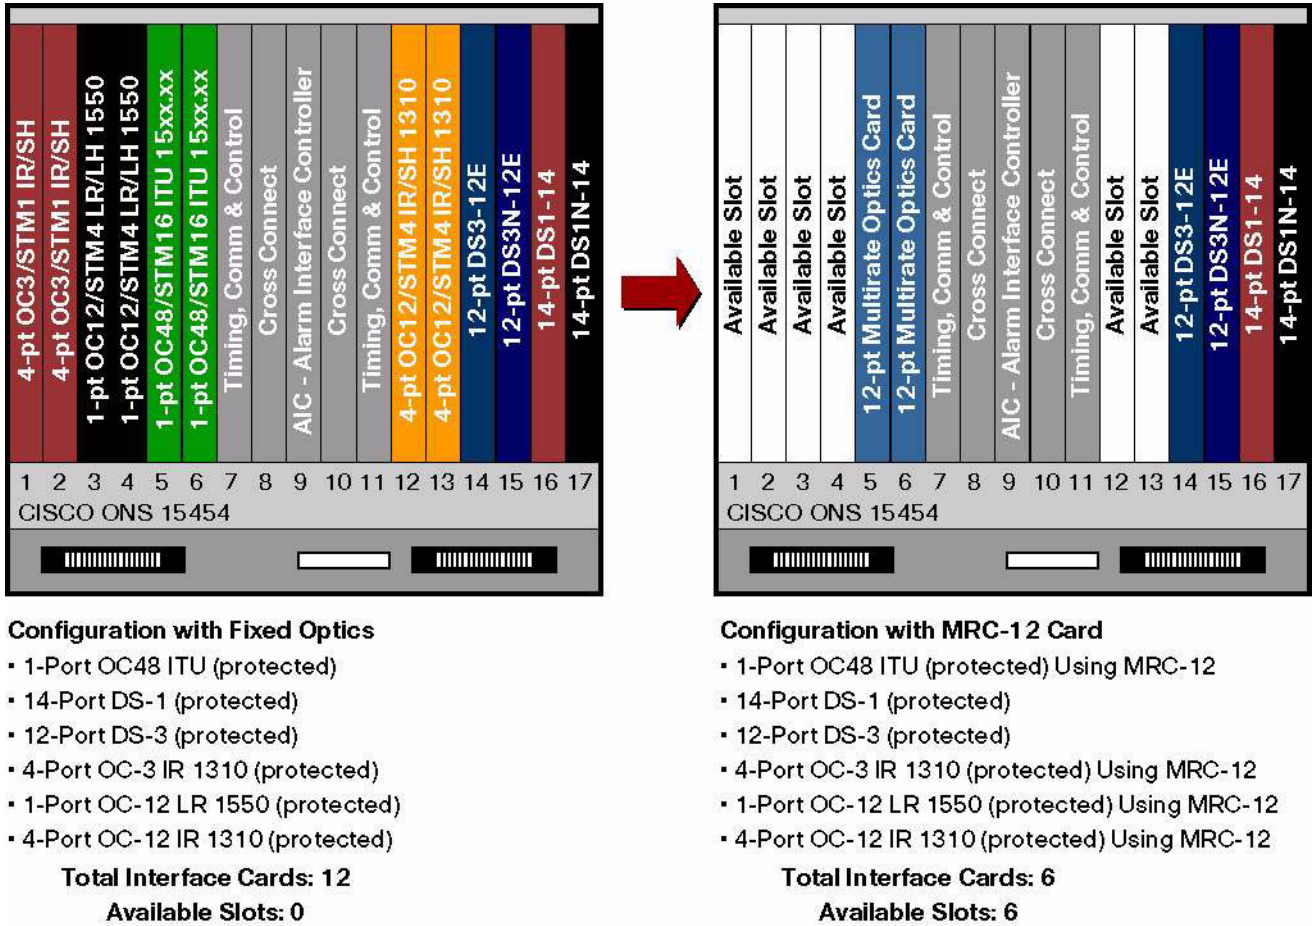 4-pt OC3/STM1 IR/SH
4-pt OC3/STM1 IR/SH
1-pt OC12/STM4 LR/LH 1550
1-pt OC12/STM4 LR/LH 1550
1-pt OC48/STM16 ITU 15xx.xx
1-pt OC48/STM16 ITU 15xx.xx
Timing, Comm & Control
Cross Connect
AIC - Alarm Interface Controller
Cross Connect
Timing, Comm & Control
4-pt OC12/STM4 IR/SH 1310
4-pt OC12/STM4 IR/SH 1310
12-pt DS3-12E
12-pt DS3N-12E
14-pt DS1-14
14-pt DS1N-14
1 2 3 4 5 6 7 8 9 10 11 12 13 14 15 16 17
CISCO ONS 15454
Available Slot
Available Slot
Available Slot
Available Slot
12-pt Multirate Optics Card
12-pt Multirate Optics Card
Timing, Comm & Control
Cross Connect
AIC - Alarm Interface Controller
Cross Connect
Timing, Comm & Control
Available Slot
Available Slot
12-pt DS3-12E
12-pt DS3N-12E
14-pt DS1-14
14-pt DS1N-14
1 2 3 4 5 6 7 8 9 10 11 12 13 14 15 16 17
CISCO ONS 15454
Configuration with Fixed Optics
▪ 1-Port OC48 ITU (protected)
▪ 14-Port DS-1 (protected)
▪ 12-Port DS-3 (protected)
▪ 4-Port OC-3 IR 1310 (protected)
▪ 1-Port OC-12 LR 1550 (protected)
▪ 4-Port OC-12 IR 1310 (protected)
Total Interface Cards: 12
Available Slots: 0
Configuration with MRC-12 Card
▪ 1-Port OC48 ITU (protected) Using MRC-12
▪ 14-Port DS-1 (protected)
▪ 12-Port DS-3 (protected)
▪ 4-Port OC-3 IR 1310 (protected) Using MRC-12
▪ 1-Port OC-12 LR 1550 (protected) Using MRC-12
▪ 4-Port OC-12 IR 1310 (protected) Using MRC-12
Total Interface Cards: 6
Available Slots: 6